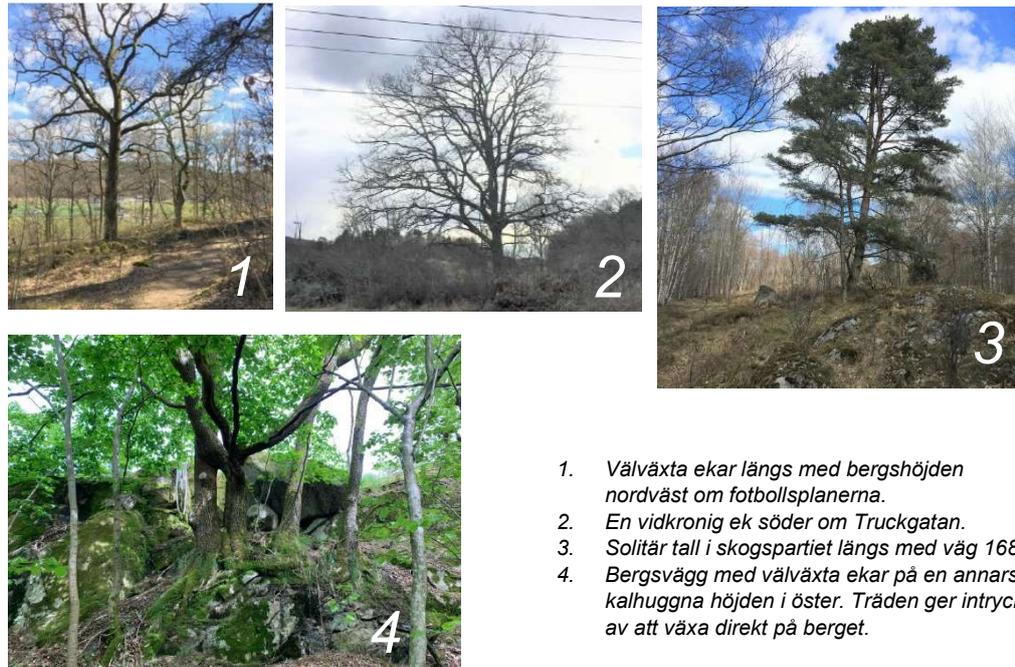 1
2
3
4
1. Välväxta ekar längs med bergshöjden
nordväst om fotbollsplanerna.
2. En vidkronig ek söder om Truckgatan.
3. Solitär tall i skogspartiet längs med väg 168
4. Bergsvägg med välväxta ekar på en annars
kalhuggna höjden i öster. Träden ger intryck
av att växa direkt på berget.